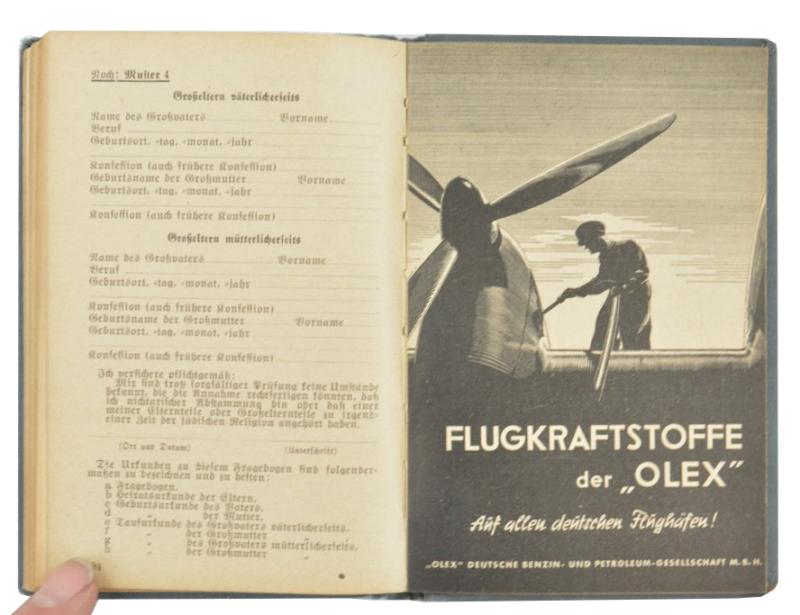 Noch: Muster 4
Großeltern väterlicherseits
Name des Großvaters Vorname
Beruf
Geburtsort, =tag, =monat, =jahr
Konfession (auch frühere Konfession)
Geburtsname der Großmutter Vorname
Geburtsort, =tag, =monat, =jahr
Konfession (auch frühere Konfession)
Großeltern mütterlicherseits
Name des Großvaters Vorname
Beruf
Geburtsort, =tag, =monat, =jahr
Konfession (auch frühere Konfession)
Geburtsname der Großmutter Vorname
Geburtsort, =tag, =monat, =jahr
Konfession (auch frühere Konfession)
Ich versichere pflichtgemäß:
Mir sind trotz sorgfältiger Prüfung keine Umstände
bekannt, die die Annahme rechtfertigen könnten, daß
ich nichtarischer Abstammung bin oder daß einer
meiner Elternteile oder Großelternteile zu irgend-
einer Zeit der jüdischen Religion angehört haben.
(Ort und Datum) (Unterschrift)
Die Urkunden zu diesem Fragebogen sind folgender-
maßen zu bezeichnen und zu heften:
a Fragebogen.
b Heiratsurkunde der Eltern.
c Geburtsurkunde des Vaters.
d " der Mutter.
e Taufurkunde des Großvaters väterlicherseits.
f " der Großmutter "
g " des Großvaters mütterlicherseits.
h " der Großmutter "
FLUGKRAFTSTOFFE
der „OLEX"
Auf allen deutschen Flughäfen!
„OLEX" DEUTSCHE BENZIN- UND PETROLEUM-GESELLSCHAFT M.B.H.